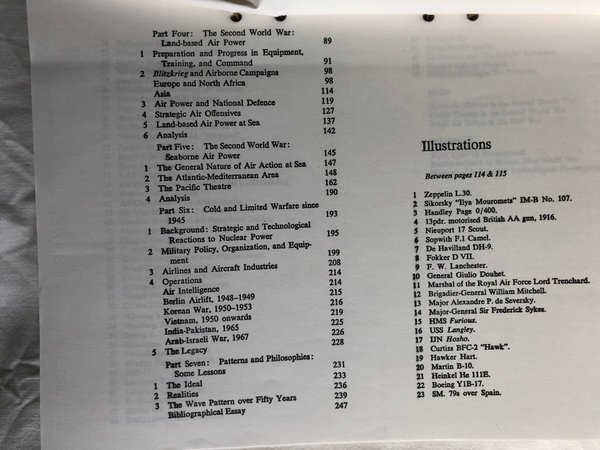 Part Four: The Second World War:
Land-based Air Power 89
1 Preparation and Progress in Equipment,
Training, and Command 91
2 Blitzkrieg and Airborne Campaigns 98
Europe and North Africa 98
Asia 114
3 Air Power and National Defence 119
4 Strategic Air Offensives 127
5 Land-based Air Power at Sea 137
6 Analysis 142
Part Five: The Second World War:
Seaborne Air Power 145
1 The General Nature of Air Action at Sea 147
2 The Atlantic-Mediterranean Area 148
3 The Pacific Theatre 162
4 Analysis 190
Part Six: Cold and Limited Warfare since
1945 193
1 Background: Strategic and Technological
Reactions to Nuclear Power 195
2 Military Policy, Organization, and Equip-
ment 199
3 Airlines and Aircraft Industries 208
4 Operations 214
Air Intelligence 214
Berlin Airlift, 1948–1949 215
Korean War, 1950–1953 216
Vietnam, 1950 onwards 219
India-Pakistan, 1965 225
Arab-Israeli War, 1967 226
5 The Legacy 228
Part Seven: Patterns and Philosophies:
Some Lessons 231
1 The Ideal 233
2 Realities 236
3 The Wave Pattern over Fifty Years 239
Bibliographical Essay 247
Illustrations
Between pages 114 & 115
1 Zeppelin L.30.
2 Sikorsky "Ilya Mourometz" IM-B No. 107.
3 Handley Page 0/400.
4 13pdr. motorised British AA gun, 1916.
5 Nieuport 17 Scout.
6 Sopwith F.1 Camel.
7 De Havilland DH-9.
8 Fokker D VII.
9 F. W. Lanchester.
10 General Giulio Douhet.
11 Marshal of the Royal Air Force Lord Trenchard.
12 Brigadier-General William Mitchell.
13 Major Alexandre P. de Seversky.
14 Major-General Sir Frederick Sykes.
15 HMS Furious.
16 USS Langley.
17 IJN Hosho.
18 Curtiss BFC-2 "Hawk".
19 Hawker Hart.
20 Martin B-10.
21 Heinkel He 111E.
22 Boeing Y1B-17.
23 SM. 79s over Spain.